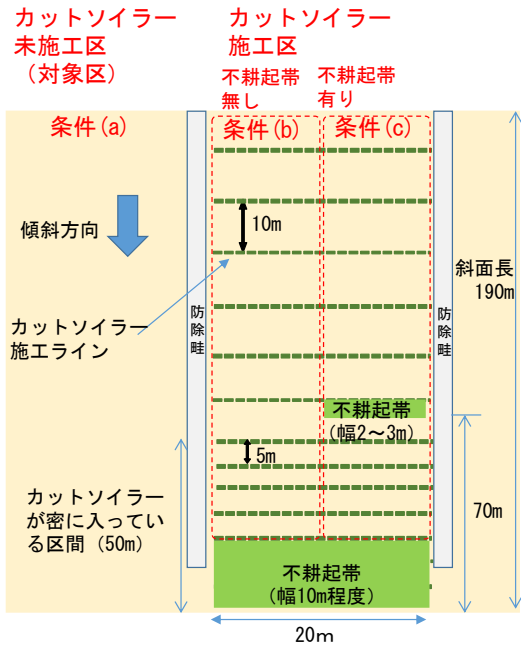 カットソイラー
未施工区
（対象区）
カットソイラー
施工区
不耕起帯
無し
不耕起帯
有り
条件(a)
条件(b)
条件(c)
傾斜方向
10m
斜面長
190m
カットソイラー
施工ライン
防除畦
防除畦
不耕起帯
（幅2～3m）
5m
カットソイラー
が密に入ってい
る区間（50m）
70m
不耕起帯
（幅10m程度）
20m